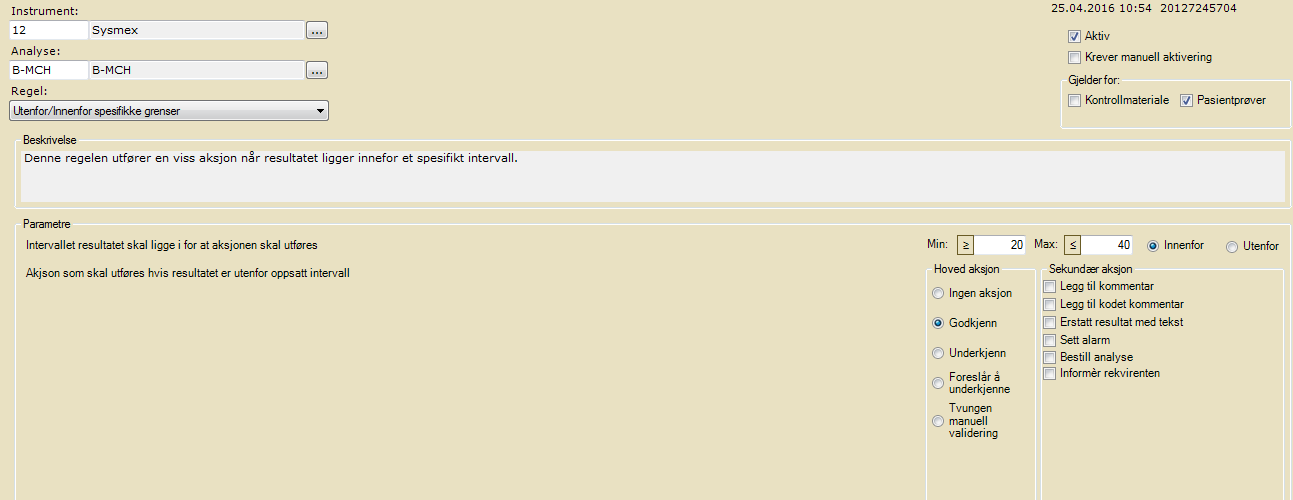 Instrument:
25.04.2016 10:54 20127245704
12 Sysmex ...
Aktiv
Analyse:
Krever manuell aktivering
B-MCH B-MCH ...
Gjelder for:
Regel:
Kontrollmateriale Pasientprøver
Utenfor/Innenfor spesifikke grenser
Beskrivelse
Denne regelen utfører en viss aksjon når resultatet ligger innefor et spesifikt intervall.
Parametre
Intervallet resultatet skal ligge i for at aksjonen skal utføres
Min: ≥ 20 Max: ≤ 40 Innenfor Utenfor
Akjson som skal utføres hvis resultatet er utenfor oppsatt intervall
Hoved aksjon
Ingen aksjon
Godkjenn
Underkjenn
Foreslår å
underkjenne
Tvungen
manuell
validering
Sekundær aksjon
Legg til kommentar
Legg til kodet kommentar
Erstatt resultat med tekst
Sett alarm
Bestill analyse
Informèr rekvirenten